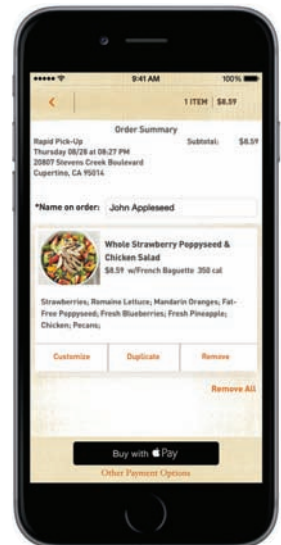 9:41 AM 100%
1 ITEM $8.59
Order Summary
Rapid Pick-Up Subtotal: $8.59
Thursday 08/28 at 08:27 PM
20807 Stevens Creek Boulevard
Cupertino, CA 95014
*Name on order: John Appleseed
Whole Strawberry Poppyseed &
Chicken Salad
$8.59 w/French Baguette 350 cal
Strawberries; Romaine Lettuce; Mandarin Oranges; Fat-
Free Poppyseed; Fresh Blueberries; Fresh Pineapple;
Chicken; Pecans;
Customize Duplicate Remove
Remove All
Buy with Pay
Other Payment Options